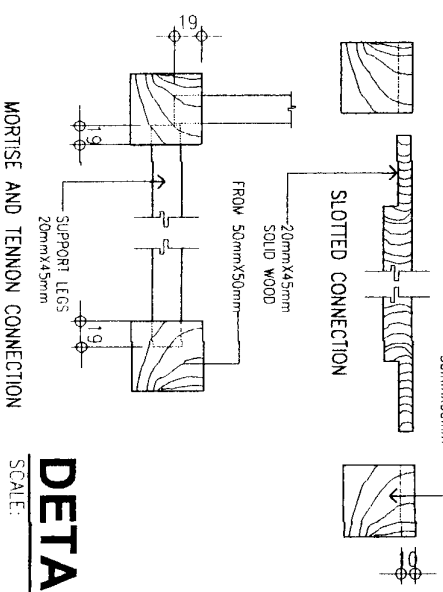 19
19
19
10
MORTISE AND TENNON CONNECTION
SUPPORT LEGS
20mmX45mm
FROM 50mmX50mm
20mmX45mm
SOLID WOOD
SLOTTED CONNECTION
DETA
SCALE: